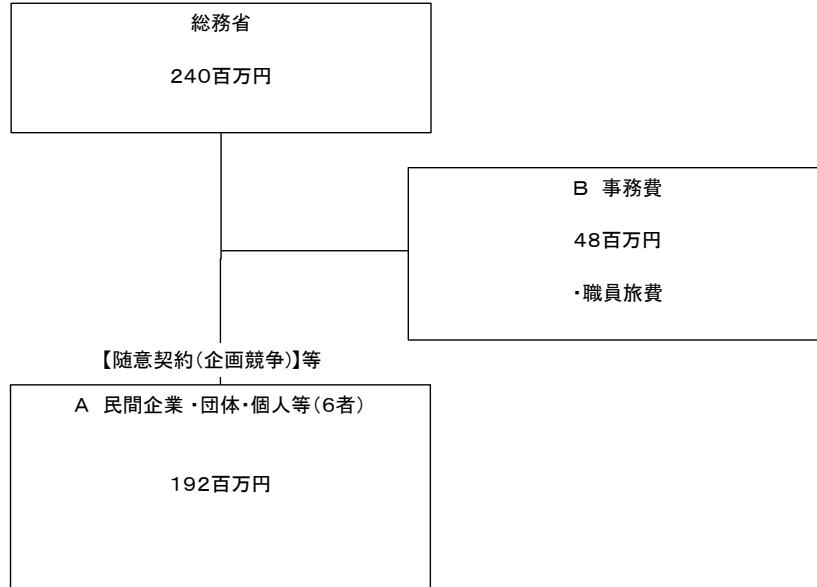 総務省
240百万円
B 事務費
48百万円
・職員旅費
【随意契約(企画競争)】等
A 民間企業・団体・個人等(6者)
192百万円